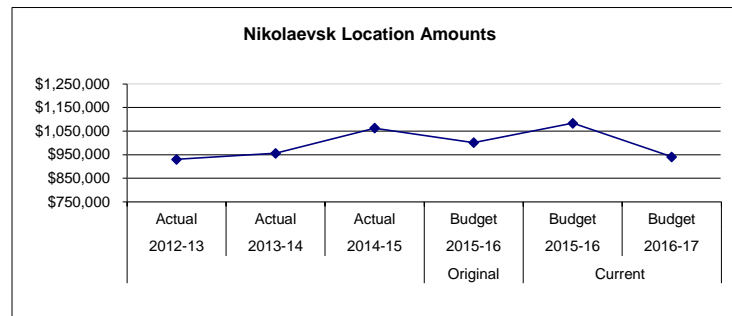 Nikolaevsk Location Amounts
$1,250,000
$1,150,000
$1,050,000
$950,000
$850,000
$750,000
Actual Actual Actual Budget Budget Budget
2012-13 2013-14 2014-15 2015-16 2015-16 2016-17
Original Current